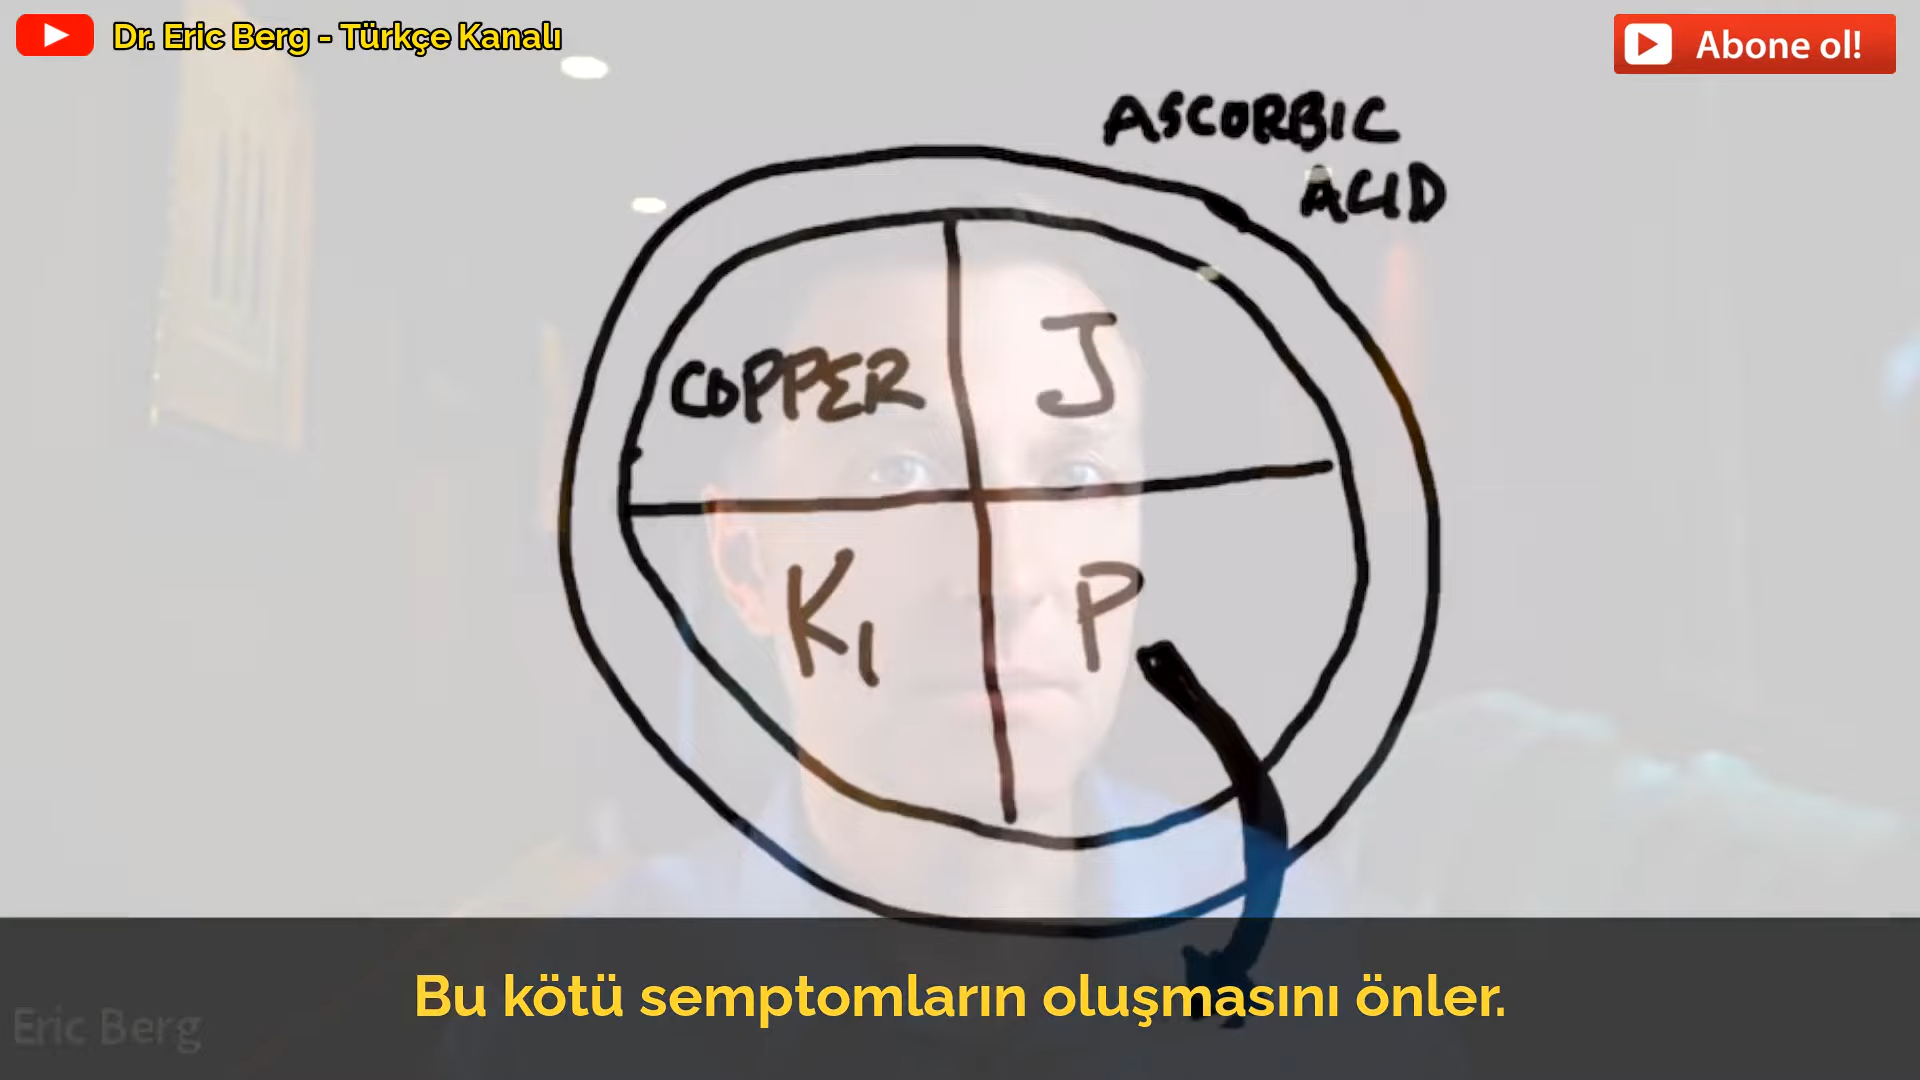 Dr. Eric Berg - Türkçe Kanalı
Abone ol!
ASCORBIC
ACID
COPPER
J
K1
P
Bu kötü semptomların oluşmasını önler.
Eric Berg